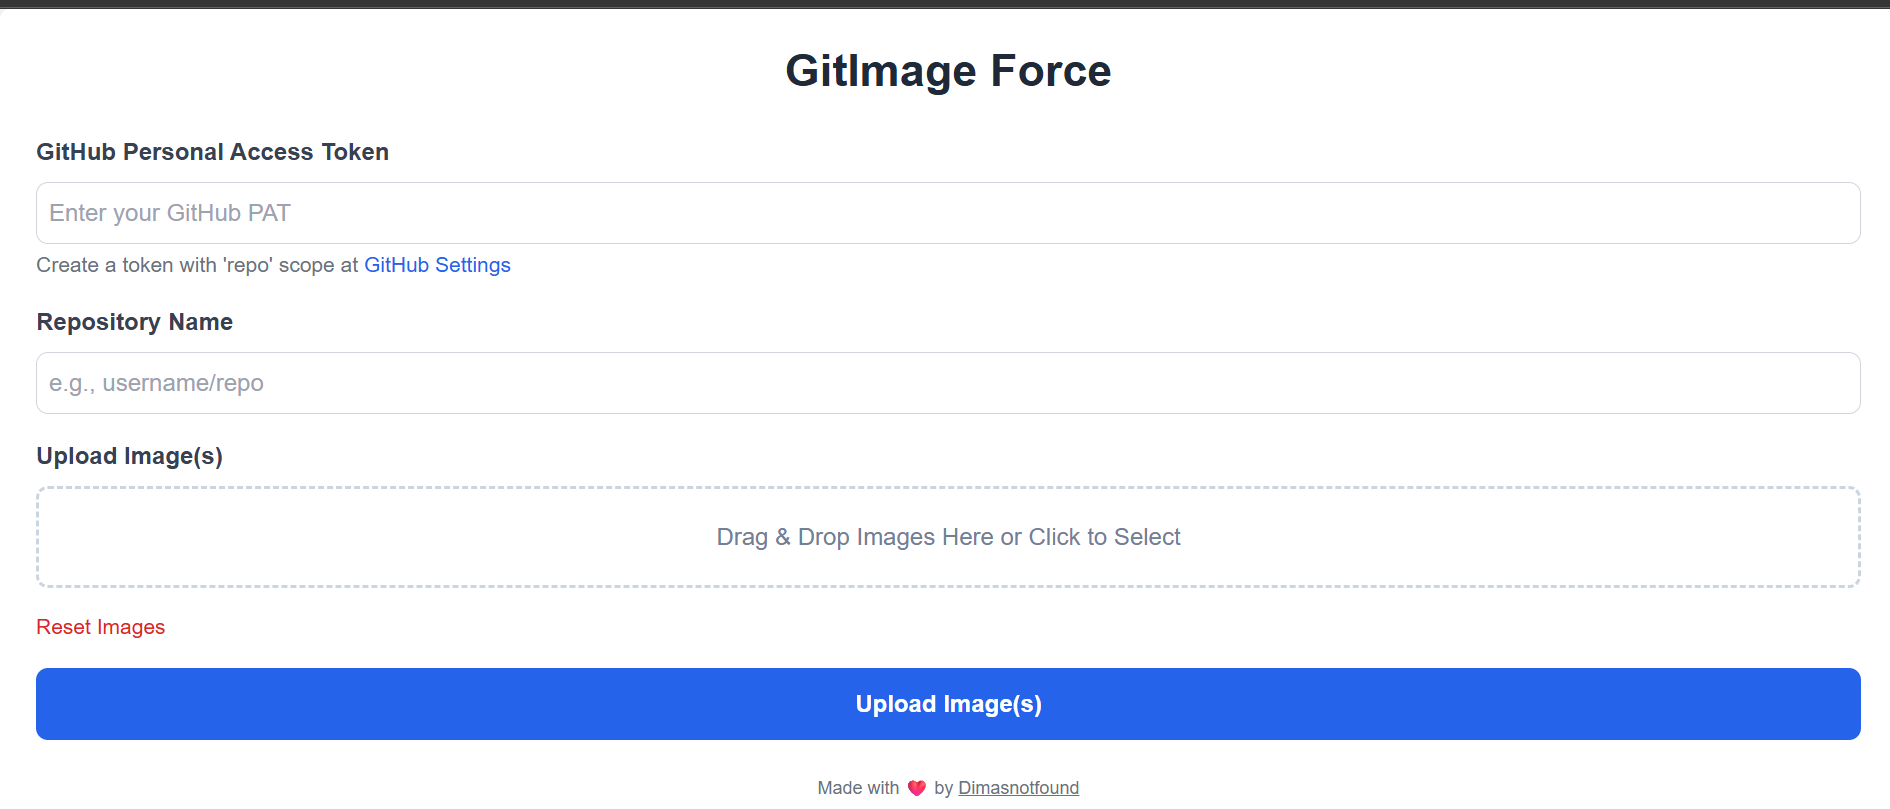 GitImage Force
GitHub Personal Access Token
Enter your GitHub PAT
Create a token with 'repo' scope at GitHub Settings
Repository Name
e.g., username/repo
Upload Image(s)
Drag & Drop Images Here or Click to Select
Reset Images
Upload Image(s)
Made with ❤️ by Dimasnotfound